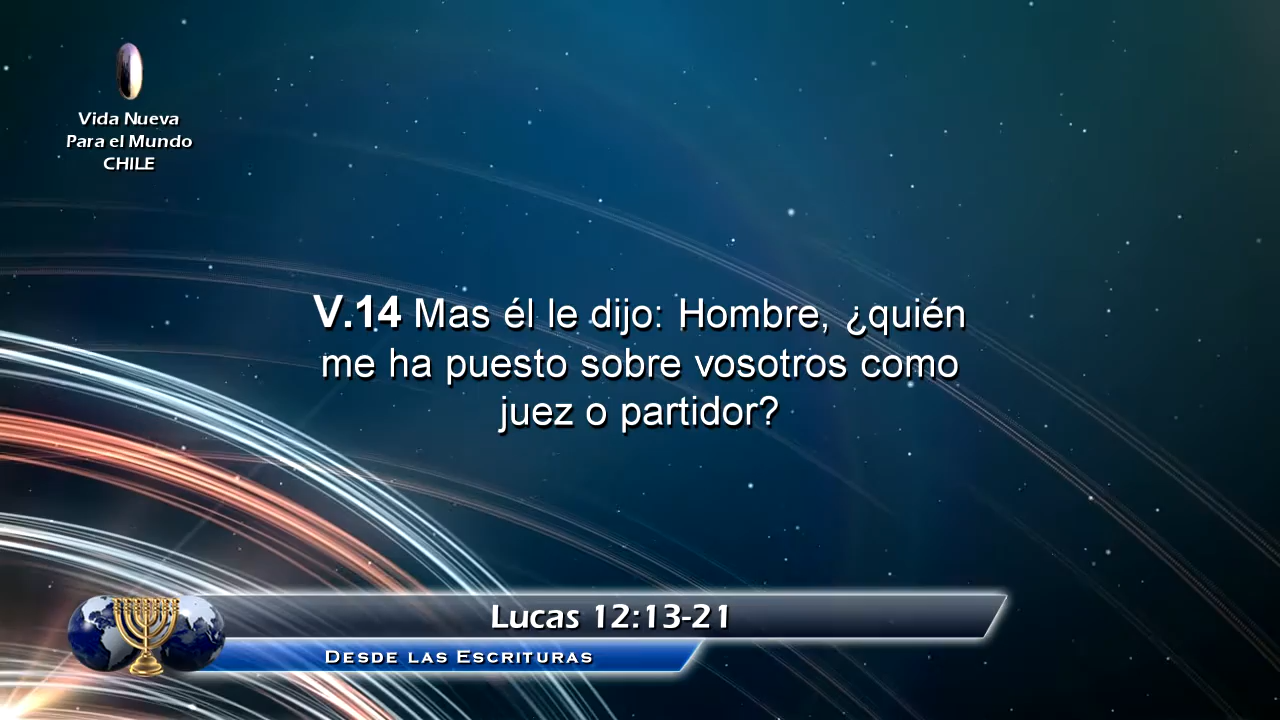 Vida Nueva
Para el Mundo
CHILE
V.14 Mas él le dijo: Hombre, ¿quién
me ha puesto sobre vosotros como
juez o partidor?
Lucas 12:13-21
DESDE LAS ESCRITURAS